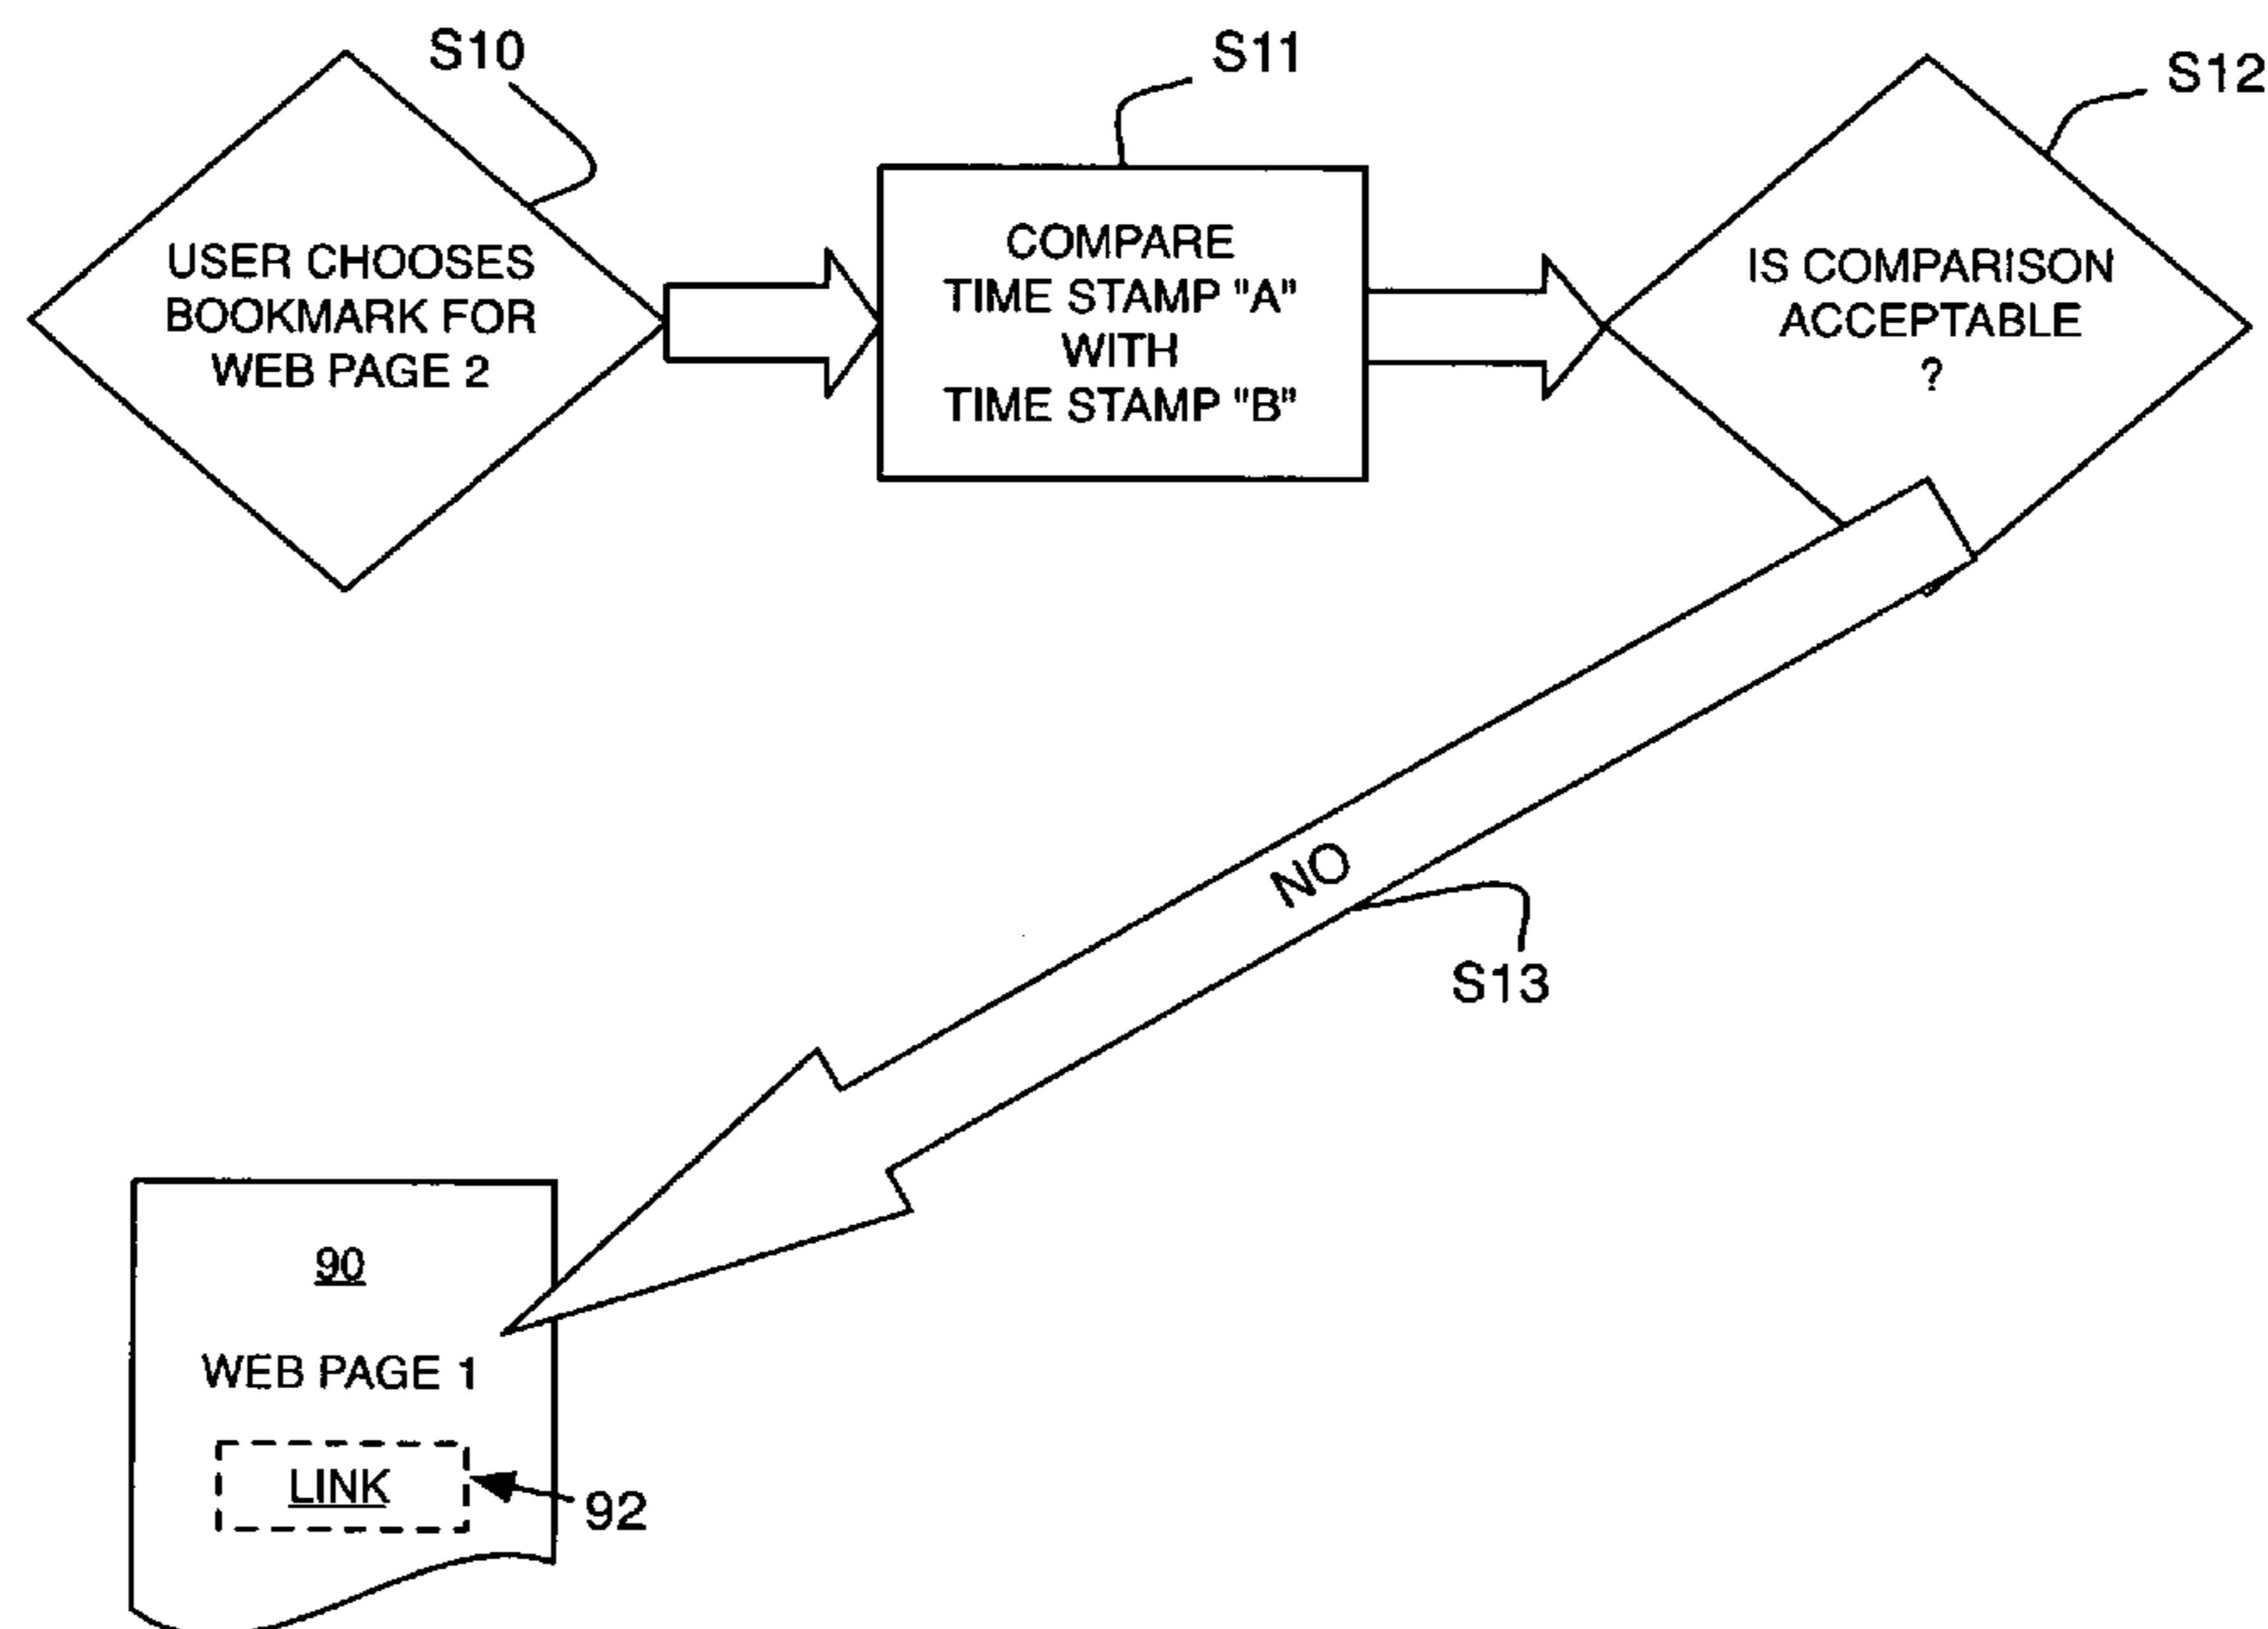 S10
S11
S12
USER CHOOSES
BOOKMARK FOR
WEB PAGE 2
COMPARE
TIME STAMP "A"
WITH
TIME STAMP "B"
IS COMPARISON
ACCEPTABLE
?
NO
S13
90
WEB PAGE 1
LINK
92